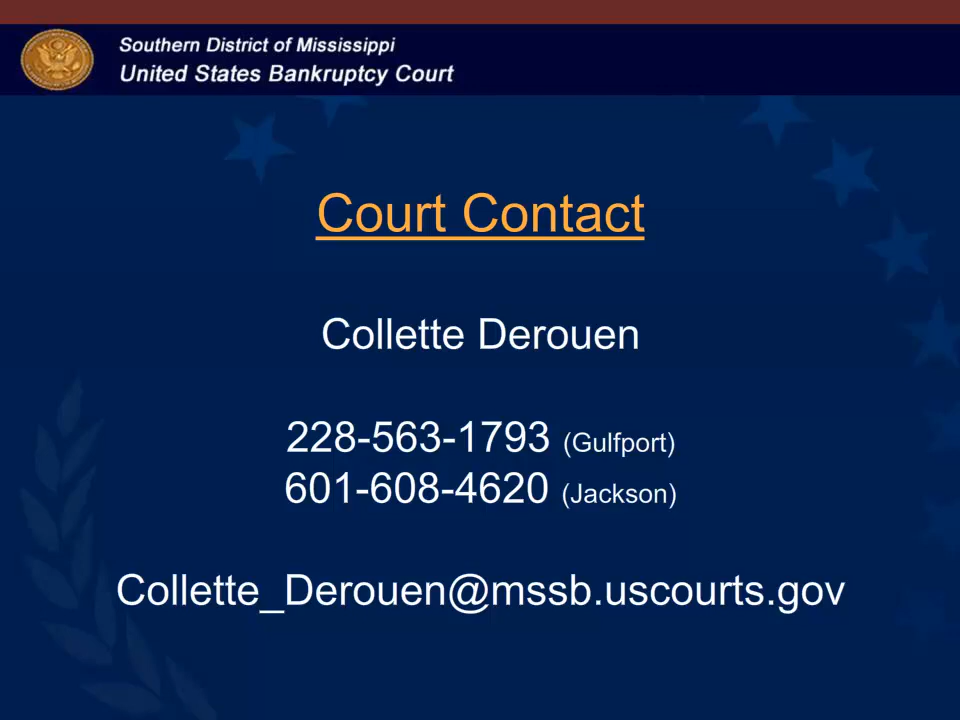 Southern District of Mississippi
United States Bankruptcy Court
Court Contact
Collette Derouen
228-563-1793 (Gulfport)
601-608-4620 (Jackson)
Collette_Derouen@mssb.uscourts.gov